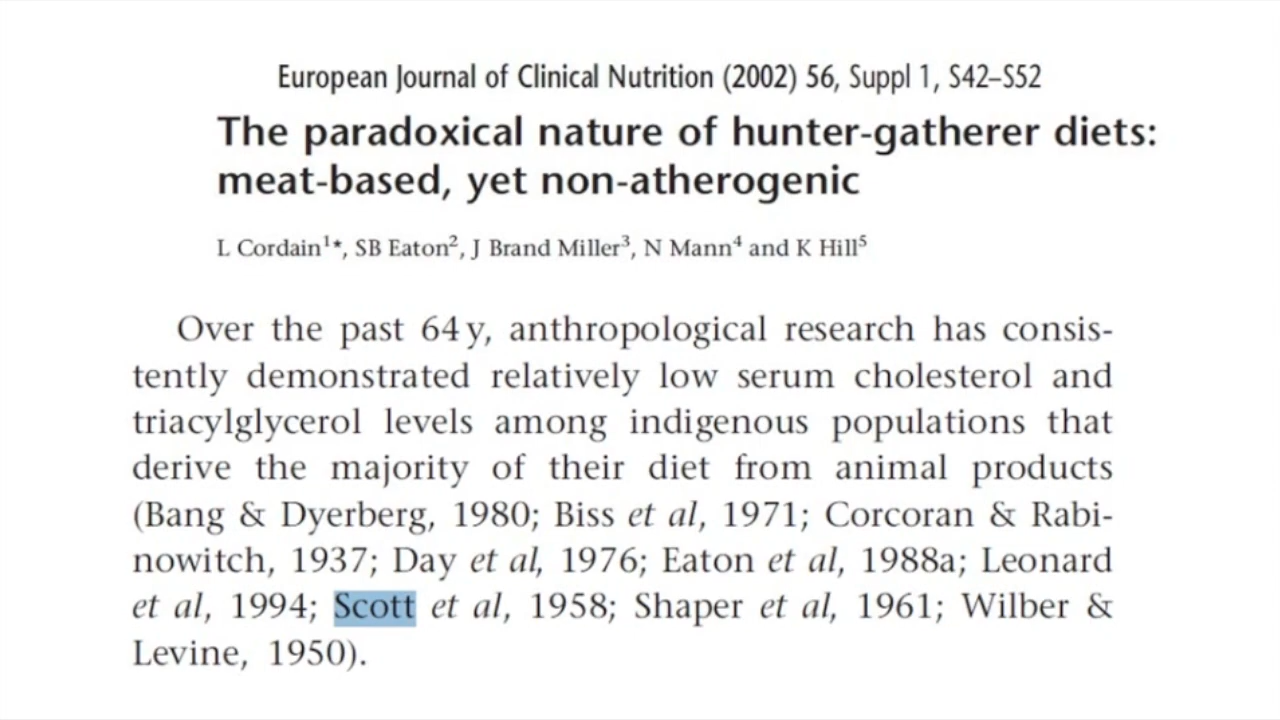 European Journal of Clinical Nutrition (2002) 56, Suppl 1, S42–S52
The paradoxical nature of hunter-gatherer diets:
meat-based, yet non-atherogenic
L Cordain¹*, SB Eaton², J Brand Miller³, N Mann⁴ and K Hill⁵
Over the past 64 y, anthropological research has consis-
tently demonstrated relatively low serum cholesterol and
triacylglycerol levels among indigenous populations that
derive the majority of their diet from animal products
(Bang & Dyerberg, 1980; Biss et al, 1971; Corcoran & Rabi-
nowitch, 1937; Day et al, 1976; Eaton et al, 1988a; Leonard
et al, 1994; Scott et al, 1958; Shaper et al, 1961; Wilber &
Levine, 1950).